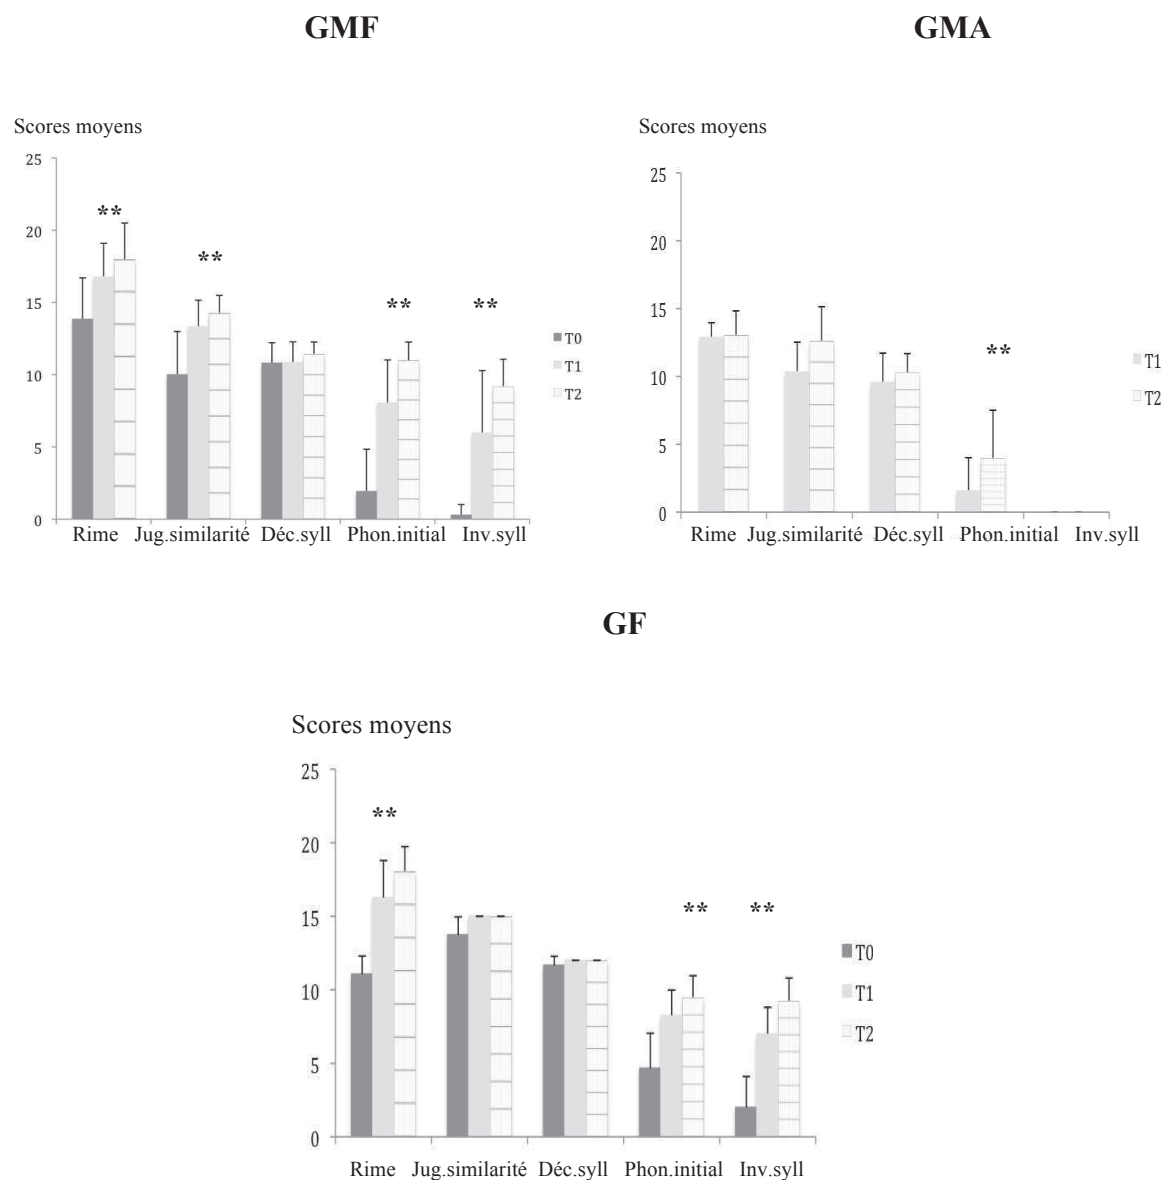 GMF
GMA
Scores moyens
Scores moyens
25
20
15
10
5
0
**
**
**
**
T0
T1
T2
Rime Jug.similarité Déc.syll Phon.initial Inv.syll
25
20
15
10
5
0
**
T1
T2
Rime Jug.similarité Déc.syll Phon.initial Inv.syll
GF
Scores moyens
25
20
15
10
5
0
**
**
**
T0
T1
T2
Rime Jug.similarité Déc.syll Phon.initial Inv.syll